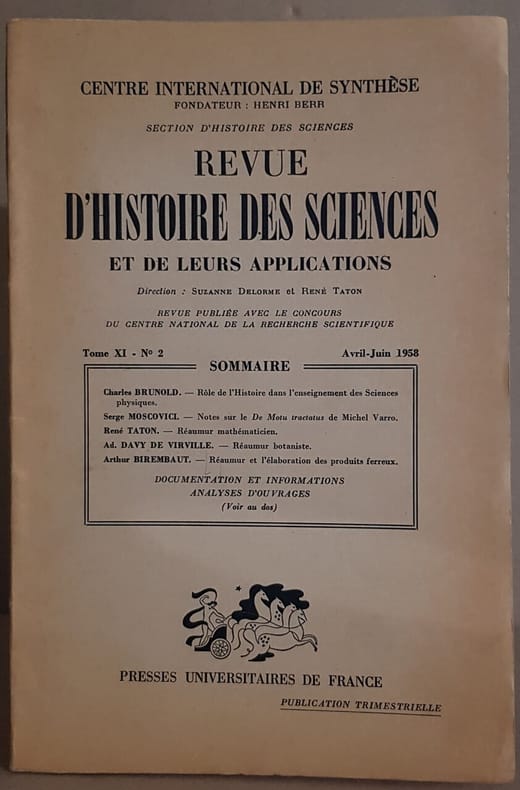 CENTRE INTERNATIONAL DE SYNTHÈSE
FONDATEUR : HENRI BERR
SECTION D'HISTOIRE DES SCIENCES
REVUE
D'HISTOIRE DES SCIENCES
ET DE LEURS APPLICATIONS
Direction : SUZANNE DELORME et RENÉ TATON
REVUE PUBLIÉE AVEC LE CONCOURS
DU CENTRE NATIONAL DE LA RECHERCHE SCIENTIFIQUE
Tome XI - Nº 2 Avril-Juin 1958
SOMMAIRE
Charles BRUNOLD. — Rôle de l'Histoire dans l'enseignement des Sciences
physiques.
Serge MOSCOVICI. — Notes sur le De Motu tractatus de Michel Varro.
René TATON. — Réaumur mathématicien.
Ad. DAVY DE VIRVILLE. — Réaumur botaniste.
Arthur BIREMBAUT. — Réaumur et l'élaboration des produits ferreux.
DOCUMENTATION ET INFORMATIONS
ANALYSES D'OUVRAGES
(Voir au dos)
PRESSES UNIVERSITAIRES DE FRANCE
PUBLICATION TRIMESTRIELLE